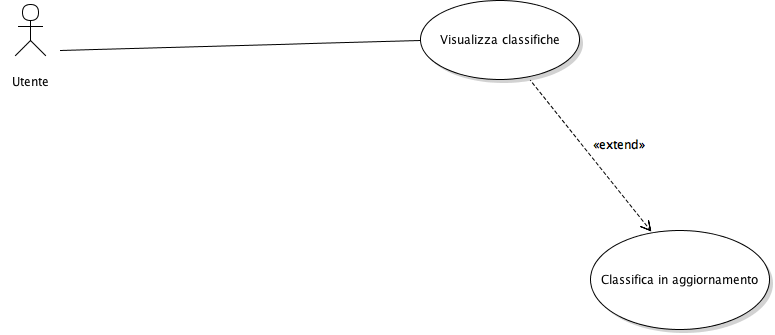 Visualizza classifiche
Utente
«extend»
Classifica in aggiornamento